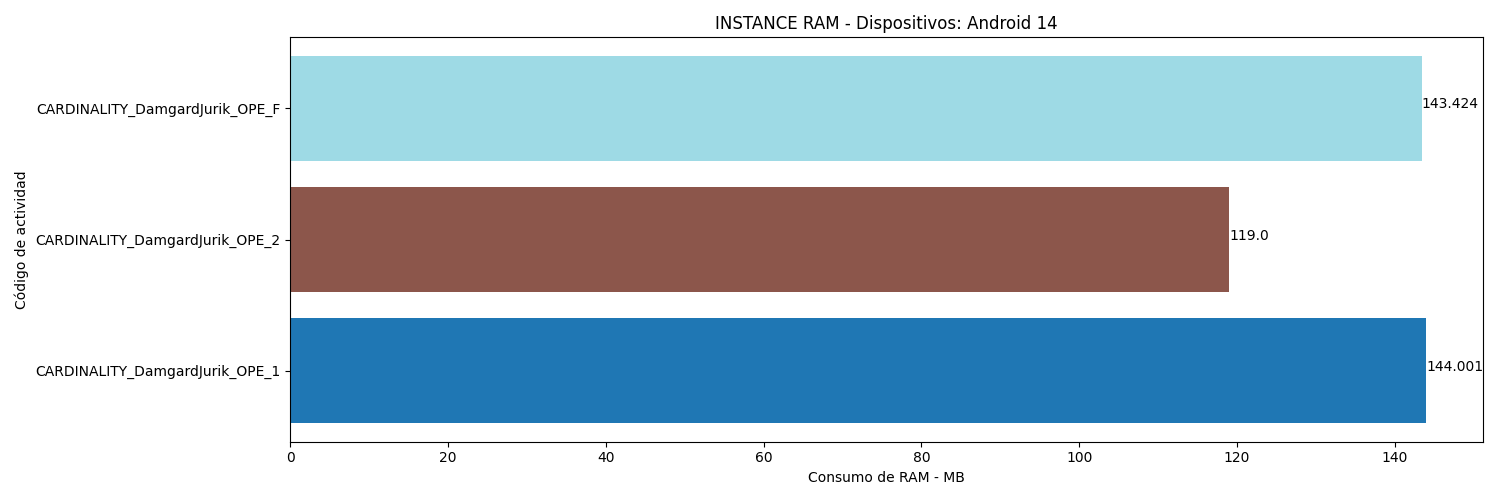 INSTANCE RAM - Dispositivos: Android 14
Código de actividad
CARDINALITY_DamgardJurik_OPE_F
143.424
CARDINALITY_DamgardJurik_OPE_2
119.0
CARDINALITY_DamgardJurik_OPE_1
144.001
0 20 40 60 80 100 120 140
Consumo de RAM - MB